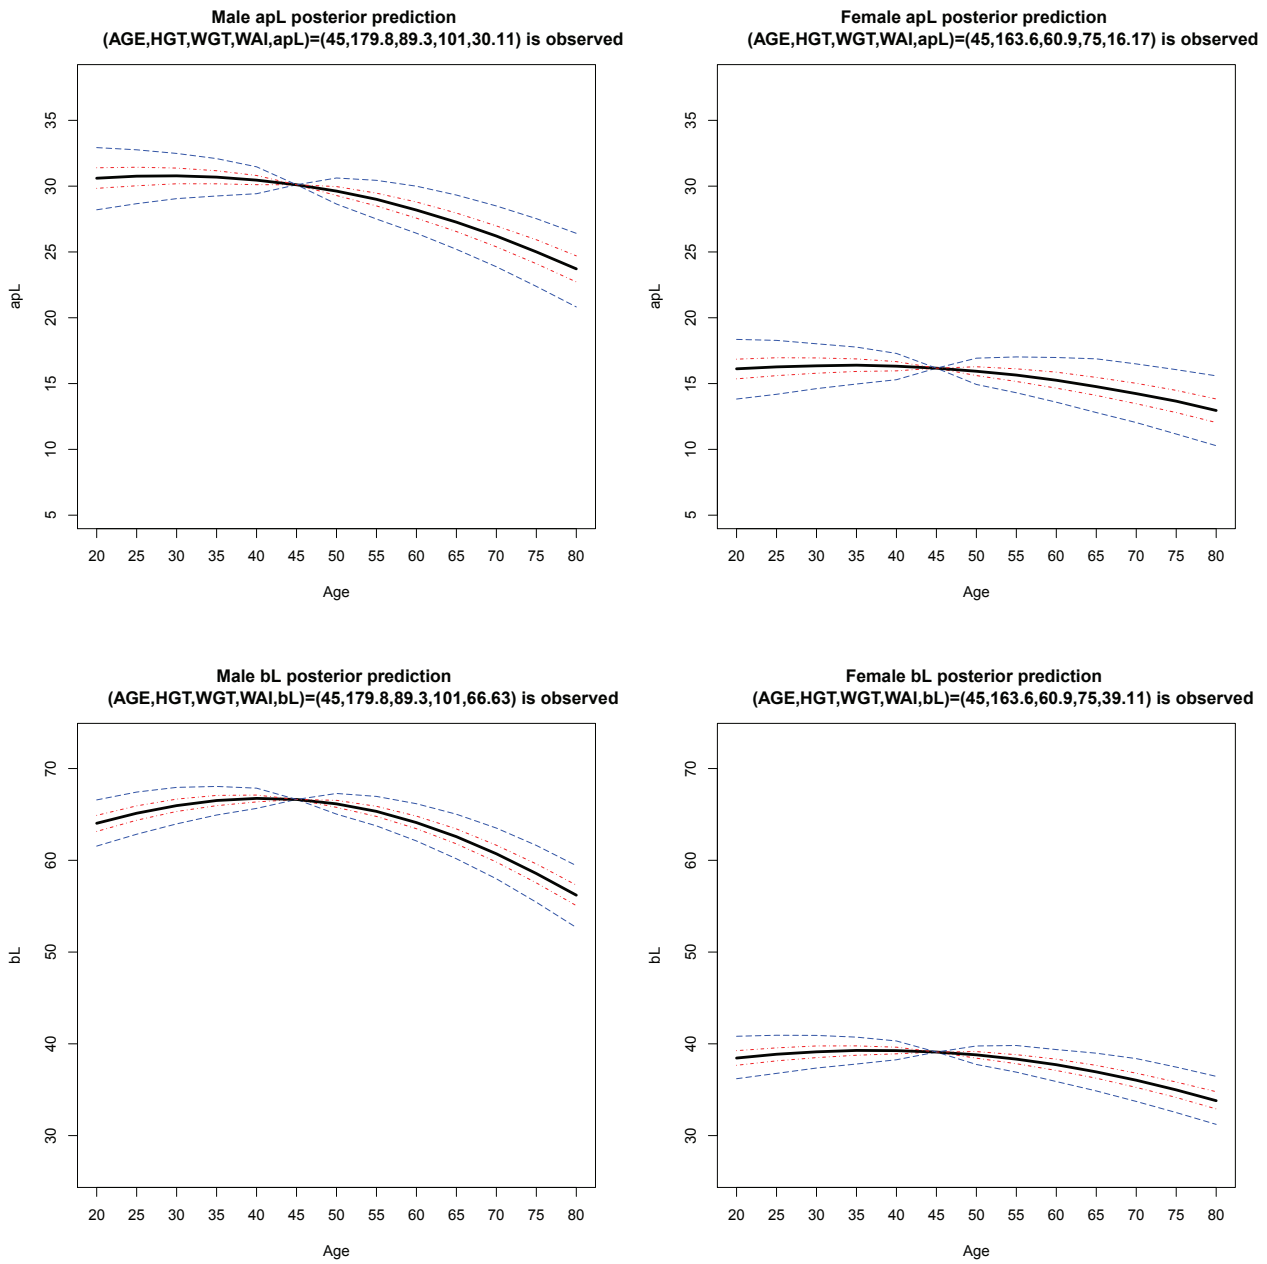 Male apL posterior prediction
(AGE,HGT,WGT,WAI,apL)=(45,179.8,89.3,101,30.11) is observed
35
30
25
20
15
10
5
apL
20 25 30 35 40 45 50 55 60 65 70 75 80
Age
Female apL posterior prediction
(AGE,HGT,WGT,WAI,apL)=(45,163.6,60.9,75,16.17) is observed
35
30
25
20
15
10
5
apL
20 25 30 35 40 45 50 55 60 65 70 75 80
Age
Male bL posterior prediction
(AGE,HGT,WGT,WAI,bL)=(45,179.8,89.3,101,66.63) is observed
70
60
50
40
30
bL
20 25 30 35 40 45 50 55 60 65 70 75 80
Age
Female bL posterior prediction
(AGE,HGT,WGT,WAI,bL)=(45,163.6,60.9,75,39.11) is observed
70
60
50
40
30
bL
20 25 30 35 40 45 50 55 60 65 70 75 80
Age